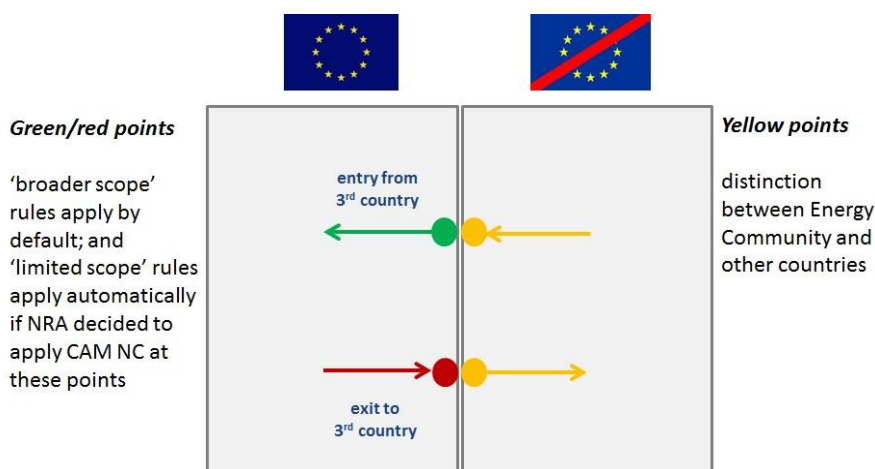 Green/red points
‘broader scope’
rules apply by
default; and
‘limited scope’ rules
apply automatically
if NRA decided to
apply CAM NC at
these points
entry from
3rd country
exit to
3rd country
Yellow points
distinction
between Energy
Community and
other countries